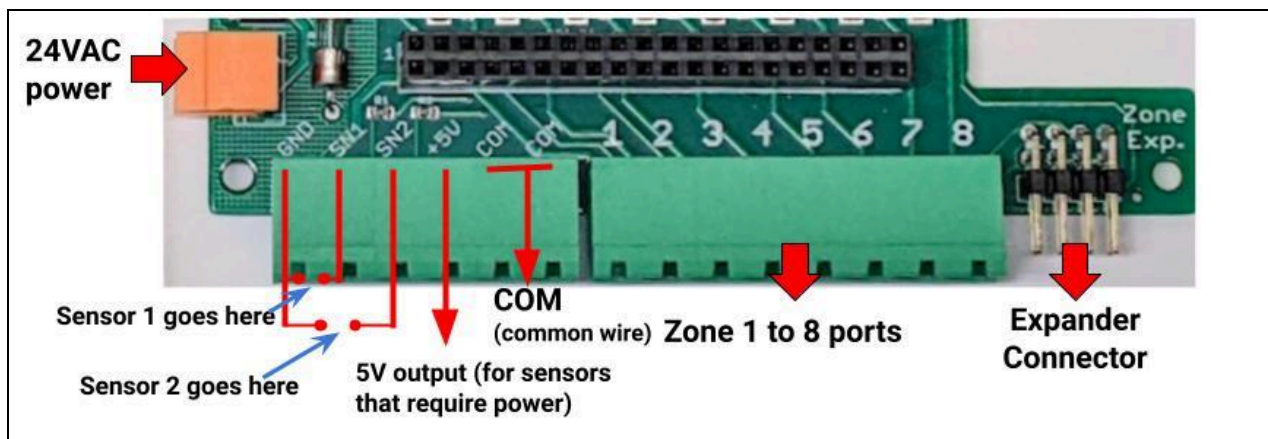 24VAC
power
1
R1
GND
SN1
SN2
+5V
COM
COM
1 2 3 4 5 6 7 8
Zone
Exp.
Sensor 1 goes here
Sensor 2 goes here
5V output (for sensors
that require power)
COM
(common wire)
Zone 1 to 8 ports
Expander
Connector